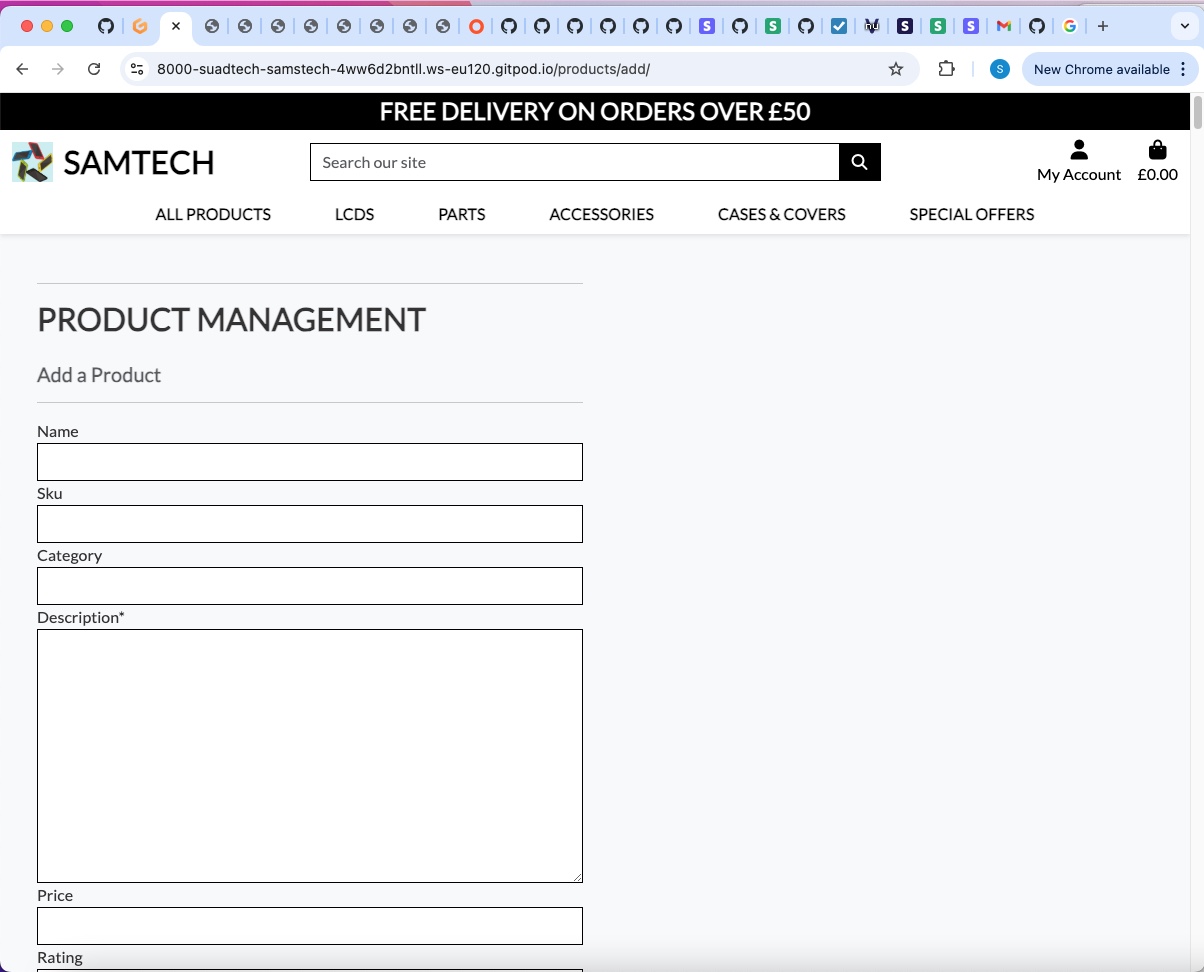 8000-suadtech-samstech-4ww6d2bntll.ws-eu120.gitpod.io/products/add/
S
New Chrome available
FREE DELIVERY ON ORDERS OVER £50
SAMTECH
Search our site
My Account
£0.00
ALL PRODUCTS
LCDS
PARTS
ACCESSORIES
CASES & COVERS
SPECIAL OFFERS
PRODUCT MANAGEMENT
Add a Product
Name
Sku
Category
Description*
Price
Rating